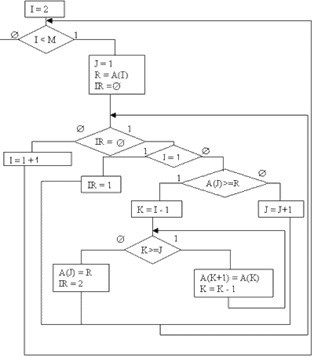 I = 2
∅
I < M
1
J = 1
R = A(I)
IR = ∅
∅
IR = ∅
1
I = 1 + 1
1
J = 1
∅
IR = 1
1
A(J)>=R
∅
K = I - 1
J = J+1
∅
K>=J
1
A(J) = R
IR = 2
A(K+1) = A(K)
K = K - 1